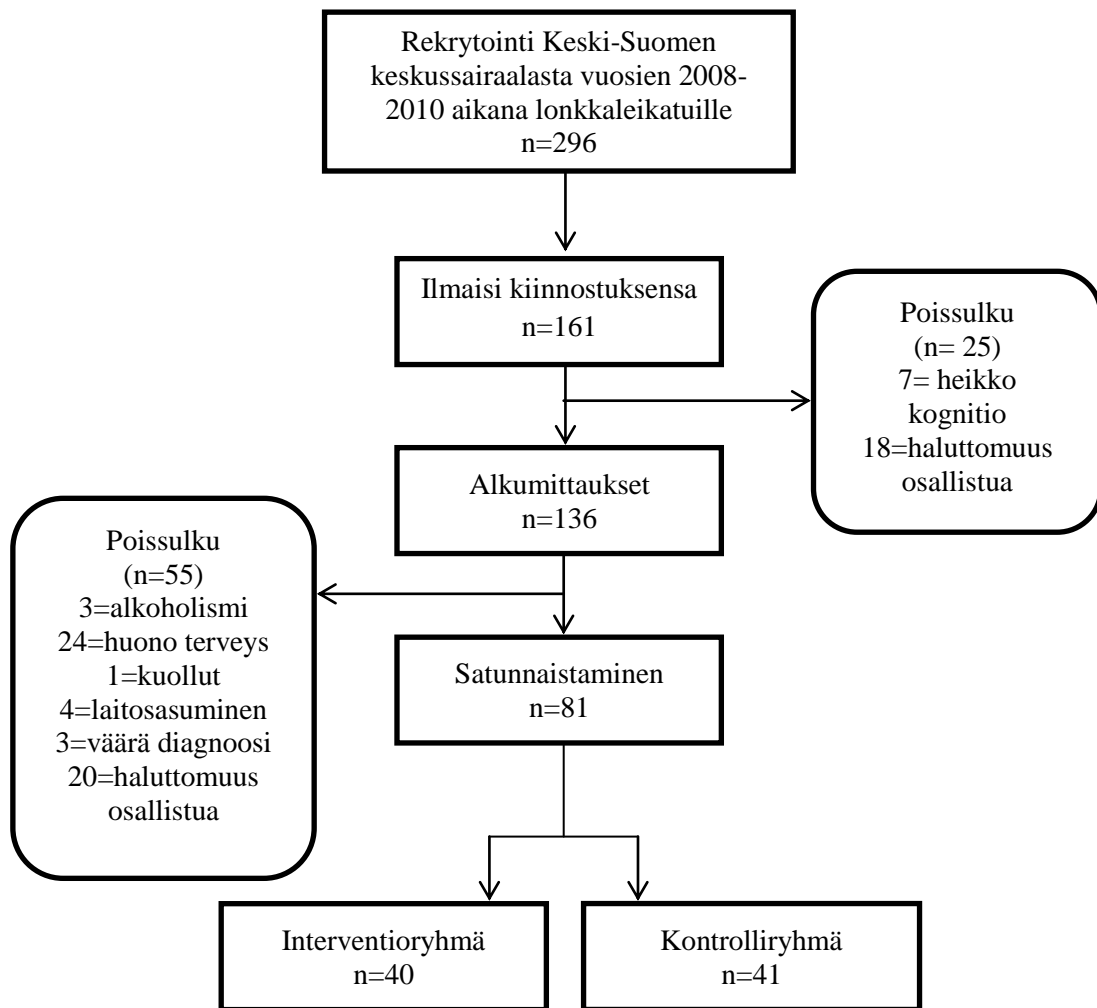 Rekrytointi Keski-Suomen
keskussairaalasta vuosien 2008-
2010 aikana lonkkaleikatuille
n=296
Ilmaisi kiinnostuksensa
n=161
Poissulku
(n= 25)
7= heikko
kognitio
18=haluttomuus
osallistua
Alkumittaukset
n=136
Poissulku
(n=55)
3=alkoholismi
24=huono terveys
1=kuollut
4=laitosasuminen
3=väärä diagnoosi
20=haluttomuus
osallistua
Satunnaistaminen
n=81
Interventioryhmä
n=40
Kontrolliryhmä
n=41